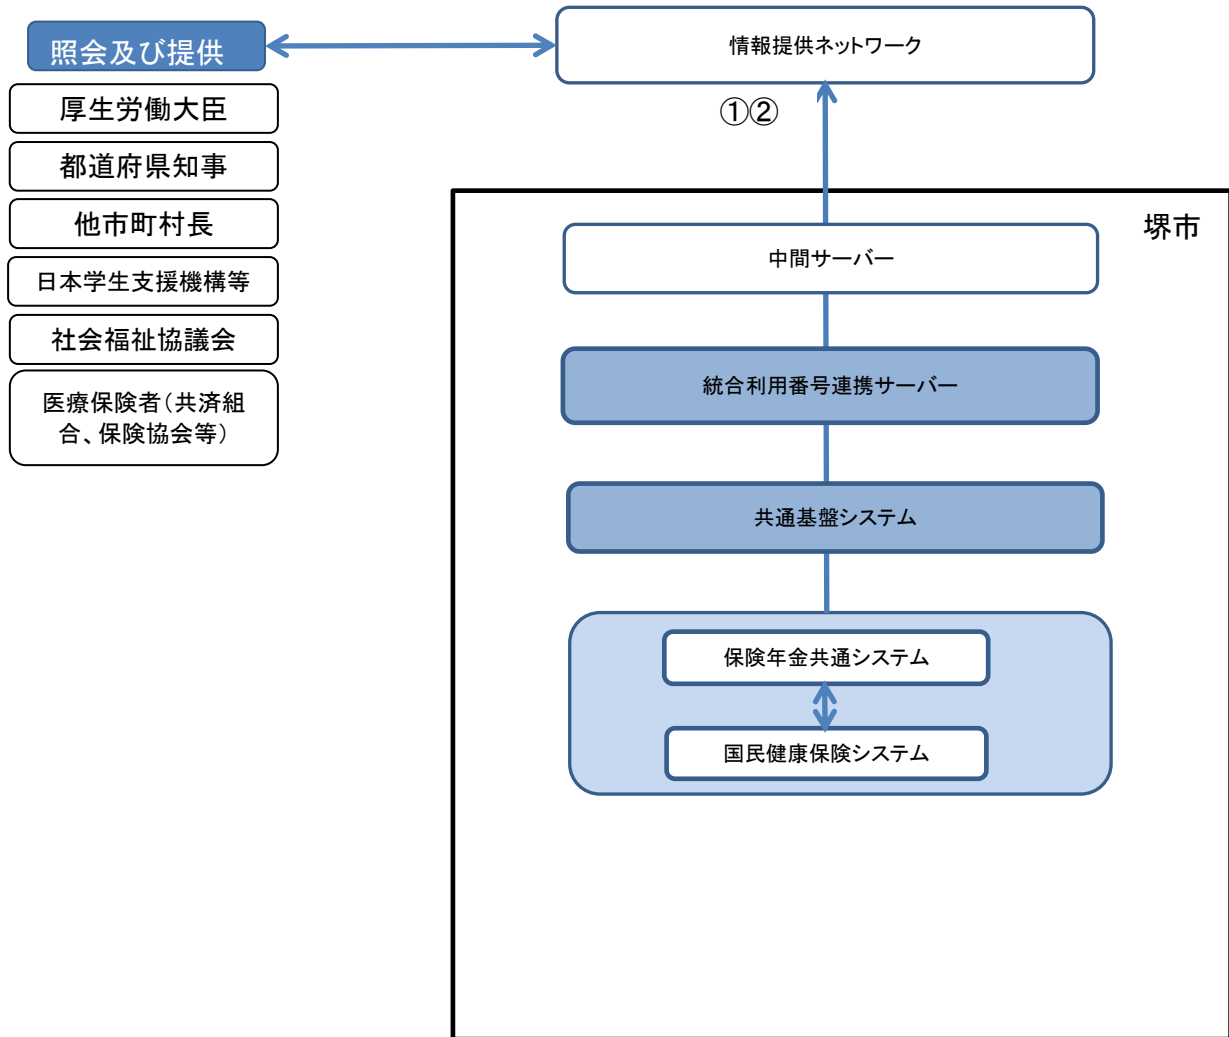 照会及び提供
厚生労働大臣
都道府県知事
他市町村長
日本学生支援機構等
社会福祉協議会
医療保険者（共済組
合、保険協会等）
情報提供ネットワーク
①②
堺市
中間サーバー
統合利用番号連携サーバー
共通基盤システム
保険年金共通システム
国民健康保険システム